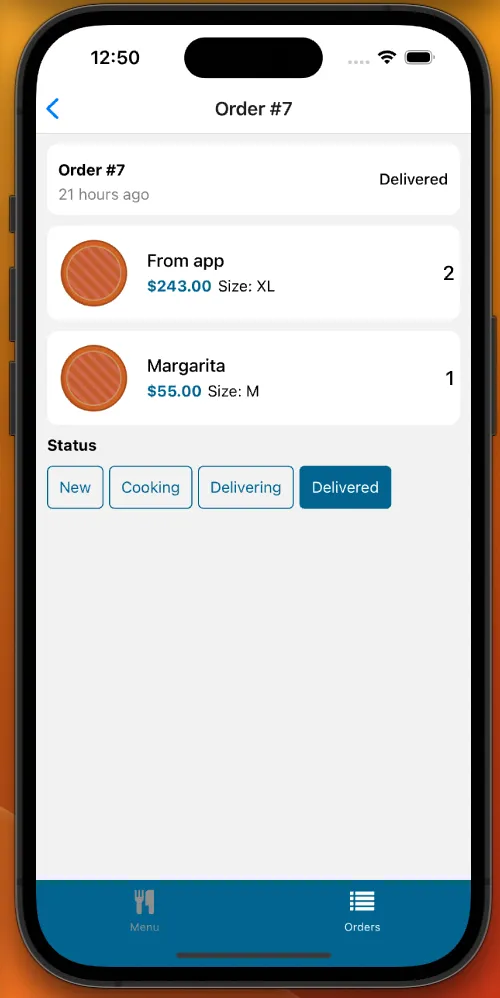 12:50
Order #7
Order #7
21 hours ago
Delivered
From app
$243.00 Size: XL
2
Margarita
$55.00 Size: M
1
Status
New Cooking Delivering Delivered
Menu Orders